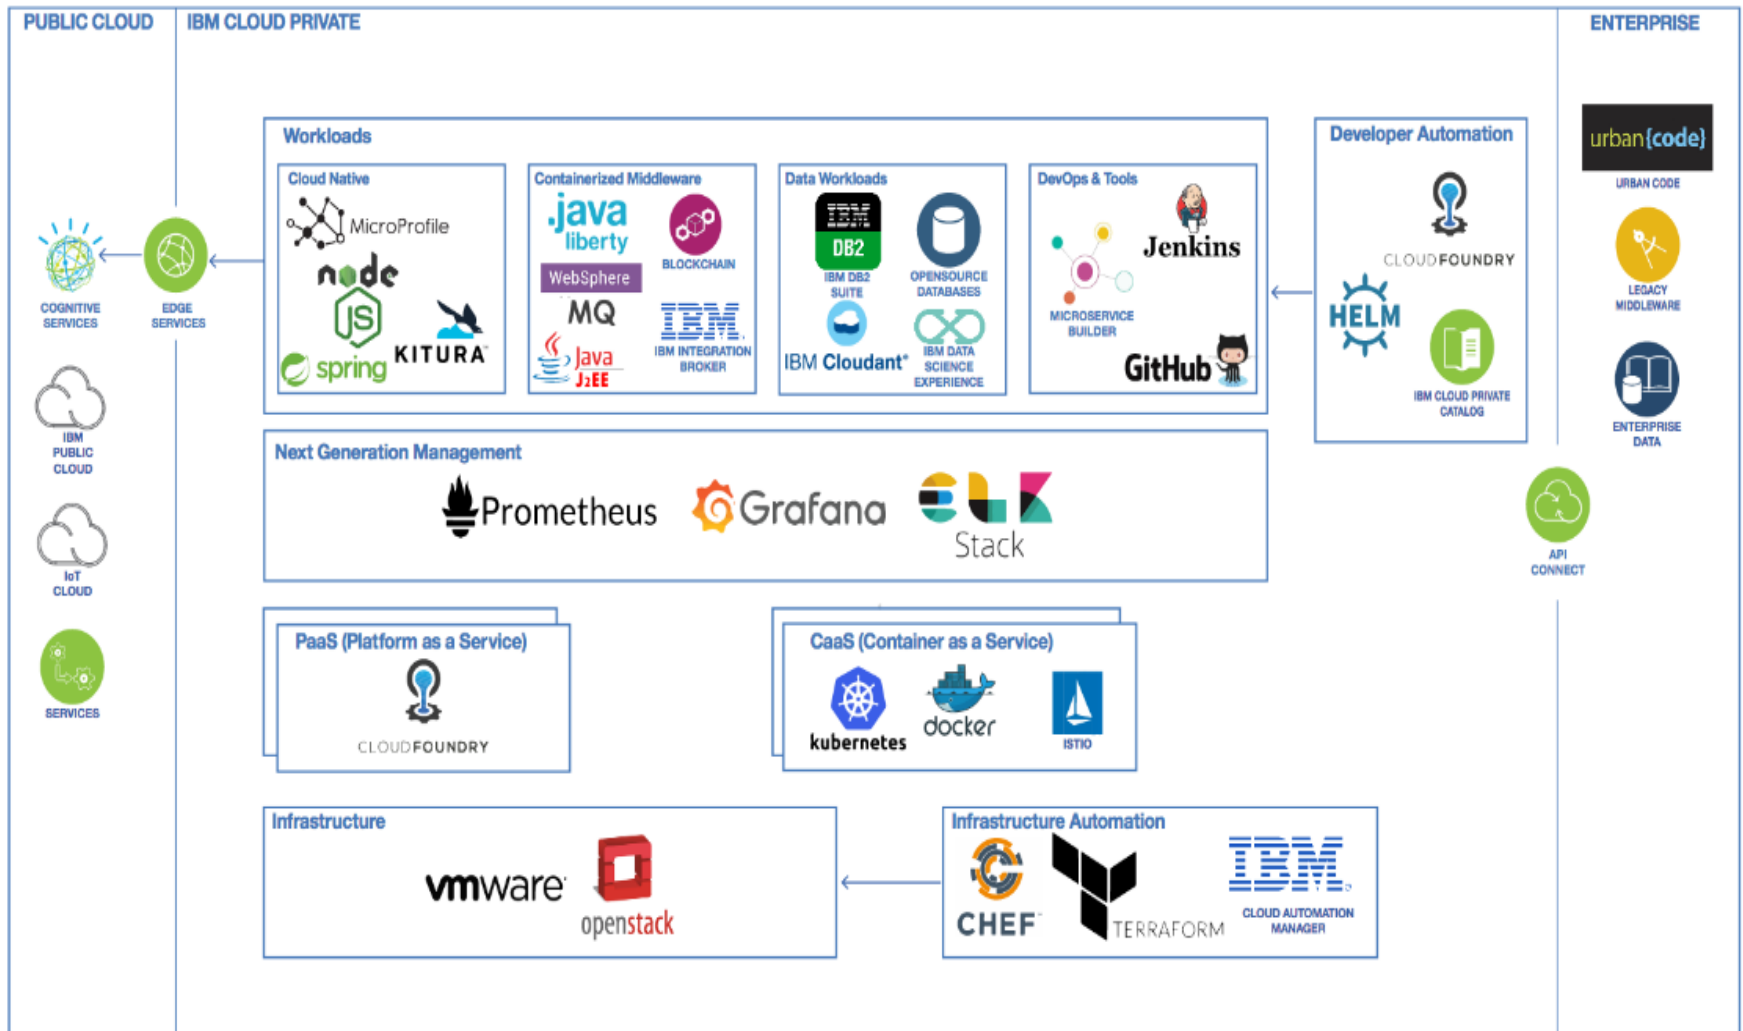 PUBLIC CLOUD
IBM CLOUD PRIVATE
ENTERPRISE
COGNITIVE
SERVICES
EDGE
SERVICES
IBM
PUBLIC
CLOUD
IoT
CLOUD
SERVICES
Workloads
Cloud Native
MicroProfile
node
JS
KITURA
spring
Containerized Middleware
.java
liberty
BLOCKCHAIN
WebSphere
MQ
IBM
IBM INTEGRATION
BROKER
Java
J2EE
Data Workloads
IBM
DB2
IBM DB2
SUITE
OPENSOURCE
DATABASES
IBM Cloudant
IBM DATA
SCIENCE
EXPERIENCE
DevOps & Tools
Jenkins
MICROSERVICE
BUILDER
GitHub
Developer Automation
CLOUDFOUNDRY
HELM
IBM CLOUD PRIVATE
CATALOG
urban{code}
URBAN CODE
LEGACY
MIDDLEWARE
ENTERPRISE
DATA
API
CONNECT
Next Generation Management
Prometheus
Grafana
ELK
Stack
PaaS (Platform as a Service)
CLOUDFOUNDRY
CaaS (Container as a Service)
kubernetes
docker
ISTIO
Infrastructure
vmware
openstack
Infrastructure Automation
CHEF
TERRAFORM
IBM
CLOUD AUTOMATION
MANAGER